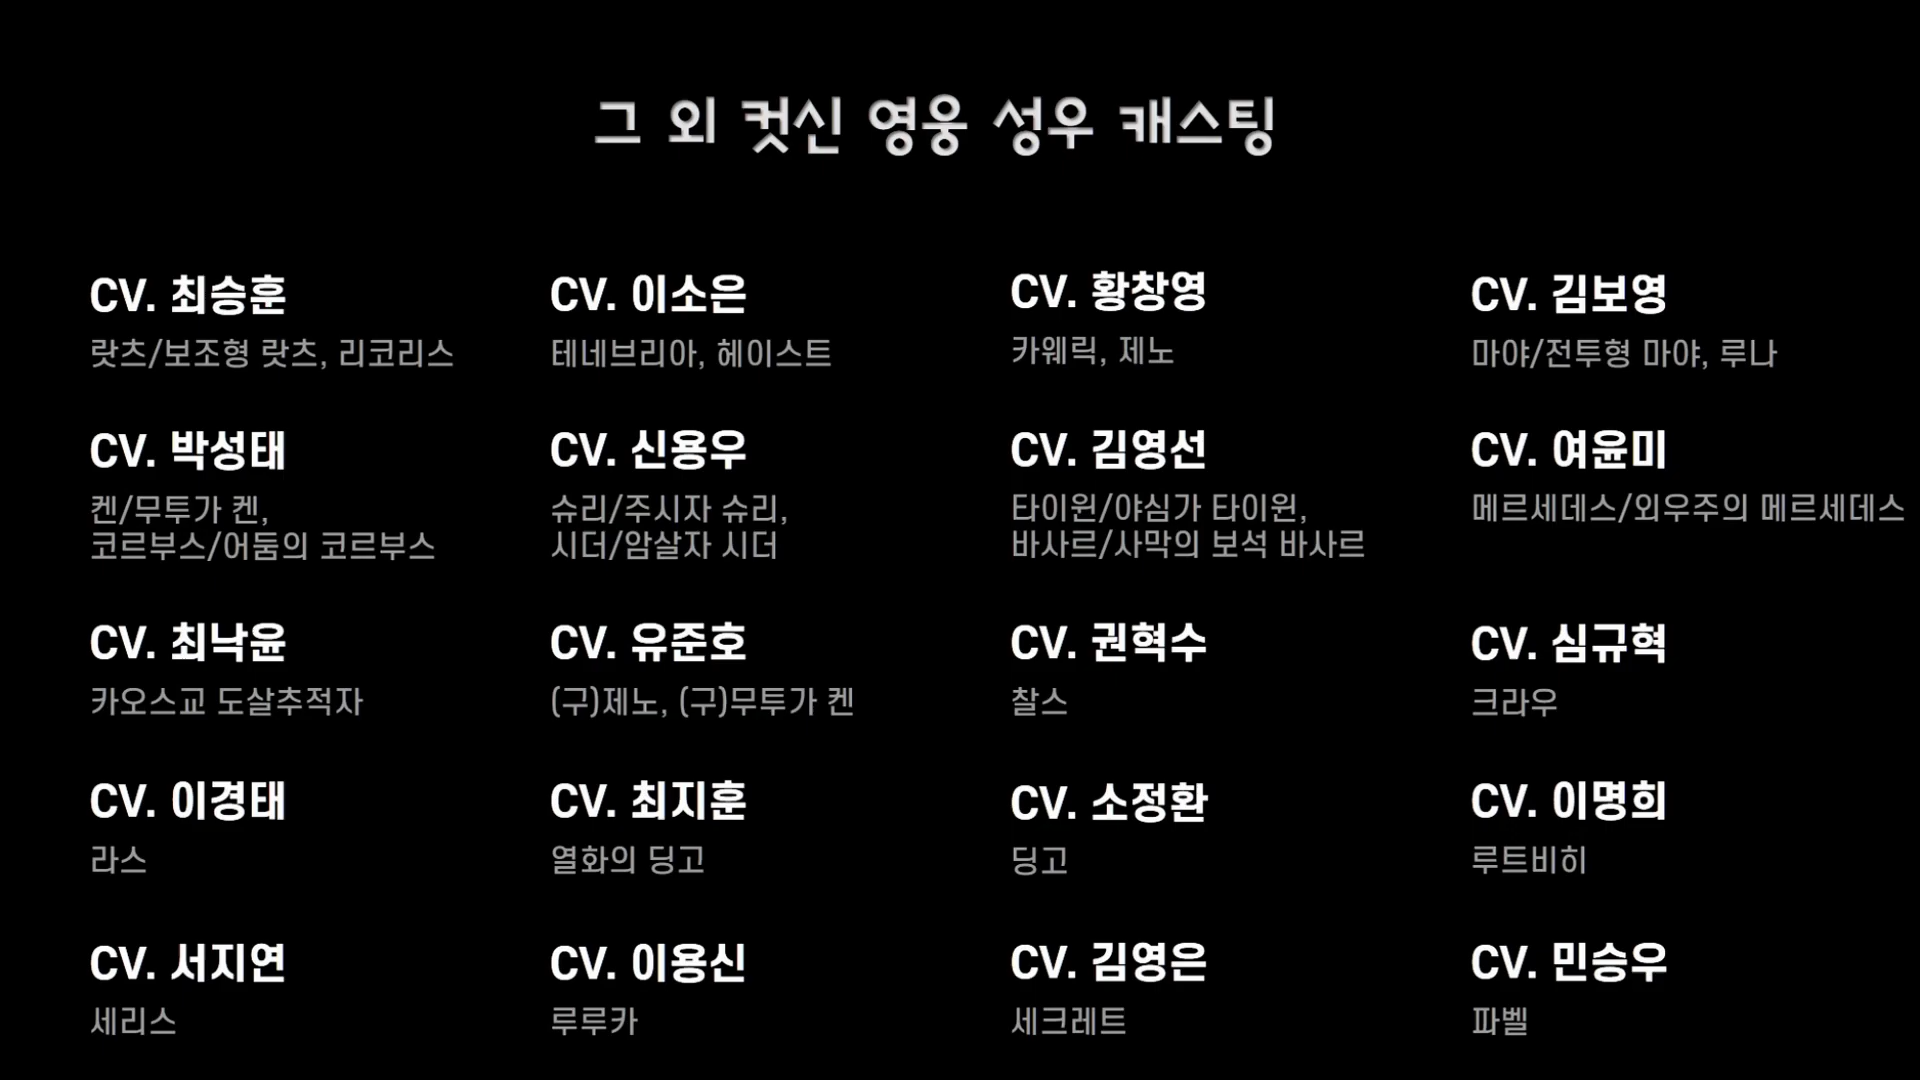 그 외 컷신 영웅 성우 캐스팅
CV. 최승훈
랏츠/보조형 랏츠, 리코리스
CV. 이소은
테네브리아, 헤이스트
CV. 황창영
카웨릭, 제노
CV. 김보영
마야/전투형 마야, 루나
CV. 박성태
켄/무투가 켄,
코르부스/어둠의 코르부스
CV. 신용우
슈리/주시자 슈리,
시더/암살자 시더
CV. 김영선
타이윈/야심가 타이윈,
바사르/사막의 보석 바사르
CV. 여윤미
메르세데스/외우주의 메르세데스
CV. 최낙윤
카오스교 도살추적자
CV. 유준호
(구)제노, (구)무투가 켄
CV. 권혁수
찰스
CV. 심규혁
크라우
CV. 이경태
라스
CV. 최지훈
열화의 딩고
CV. 소정환
딩고
CV. 이명희
루트비히
CV. 서지연
세리스
CV. 이용신
루루카
CV. 김영은
세크레트
CV. 민승우
파벨